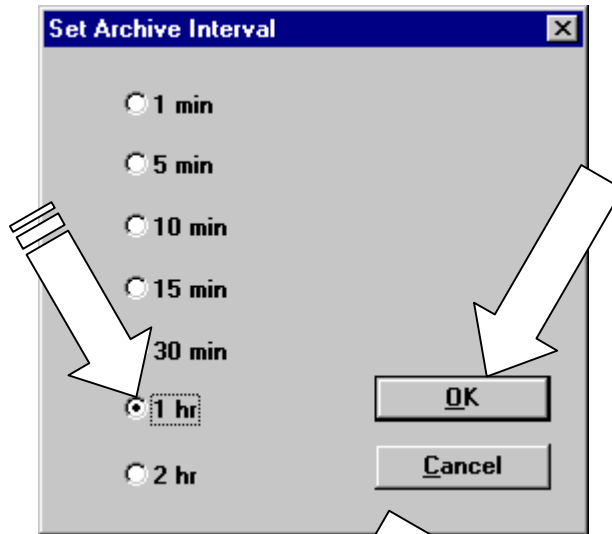 Set Archive Interval
1 min
5 min
10 min
15 min
30 min
1 hr
OK
2 hr
Cancel